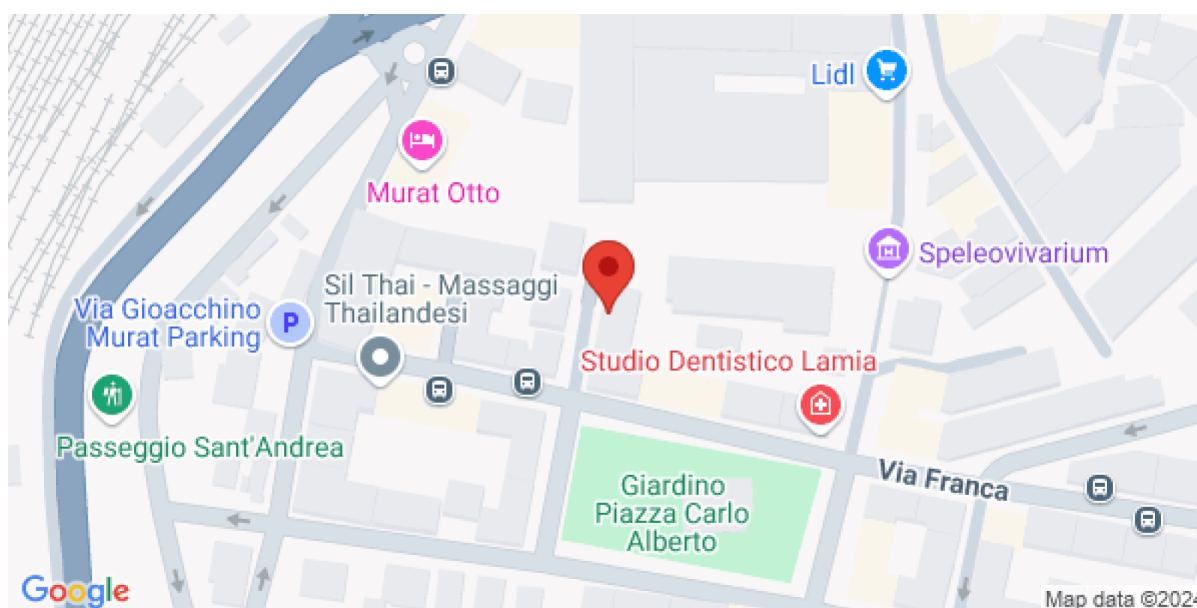 Lidl
Murat Otto
Speleovivarium
Sil Thai - Massaggi
Thailandesi
Via Gioacchino
Murat Parking
P
Studio Dentistico Lamia
Passeggio Sant'Andrea
Via Franca
Giardino
Piazza Carlo
Alberto
Google
Map data ©2024